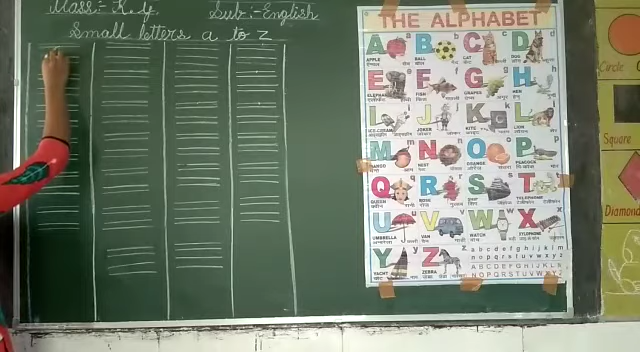 Class:- K.G. Sub:-English
Small letters a to z
THE ALPHABET
A a B b C c D d
APPLE BALL CAT DOG
E e F f G g H h
ELEPHANT FISH GRAPES HEN
I i J j K k L l
ICE-CREAM JOKER KITE LION
M m N n O o P p
MANGO NEST ORANGE PEACOCK
Q q R r S s T t
QUEEN ROSE TELEPHONE
U u V v W w X x
UMBRELLA VAN WATCH XYLOPHONE
Y y Z z
YACHT ZEBRA
a b c d e f g h i j k l m
n o p q r s t u v w x y z
A B C D E F G H I J K L M
N O P Q R S T U V W X Y Z
Circle
Square
Diamond